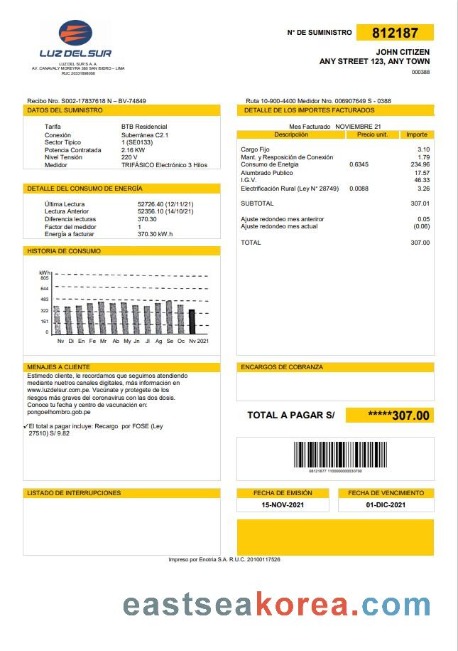 LUZ DEL SUR
LUZ DEL SUR S.A.A.
AV. CANAVALY MOREYRA 380 SAN ISIDRO – LIMA
N° DE SUMINISTRO 812187
JOHN CITIZEN
ANY STREET 123, ANY TOWN
000388
Recibo Nro. S002-17837618 N – BV-74849
Ruta 10-900-4400 Medidor Nro. 006907649 S - 0388
DATOS DEL SUMINISTRO
Tarifa BTB Residencial
Conexión Subterránea C2.1
Sector Típico 1 (SE0133)
Potencia Contratada 2.16 KW
Nivel Tensión 220 V
Medidor TRIFÁSICO Electrónico 3 Hilos
DETALLE DE LOS IMPORTES FACTURADOS
Mes Facturado NOVIEMBRE 21
Descripción Precio unit. Importe
Cargo Fijo 3.10
Mant. y Resposición de Conexión 1.79
Consumo de Enetgia 0.6345 234.96
Alumbrado Publico 17.57
I.G.V. 46.33
Electrificación Rural (Ley N° 28749) 0.0088 3.26
SUBTOTAL 307.01
Ajuste redondeo mes anteriror 0.05
Ajuste redondeo mes actual (0.06)
TOTAL 307.00
DETALLE DEL CONSUMO DE ENERGÍA
Última Lectura 52726.40 (12/11/21)
Lectura Anterior 52356.10 (14/10/21)
Diferencia lecturas 370.30
Factor del medidor 1
Energía a facturar 370.30 kW.h
HISTORIA DE CONSUMO
kW/h
805
644
483
322
161
0
Nv Di En Fe Mr Ab My Jn Jl Ag Se Oc Nv 2021
MENAJES A CLIENTE
Estimedo cliente, le recordamos que seguimos atendiendo
mediante nuestros canales digitales, más informacion en
www.luzdelsur.com.pe. Vacúnate y protegete de los
riesgos más graves del coronavirus con las dos dosis.
Conoce tu fecha y centro de vacunacion en:
pongoelhombro.gob.pe
✓El total a pagar incluye: Recargo por FOSE (Ley
27510) S/ 9.82
ENCARGOS DE COBRANZA
TOTAL A PAGAR S/ *****307.00
LISTADO DE INTERRUPCIONES
FECHA DE EMISIÓN FECHA DE VENCIMIENTO
15-NOV-2021 01-DIC-2021
Impreso por Enotria S.A. R.U.C. 20100117526
eastseakorea.com